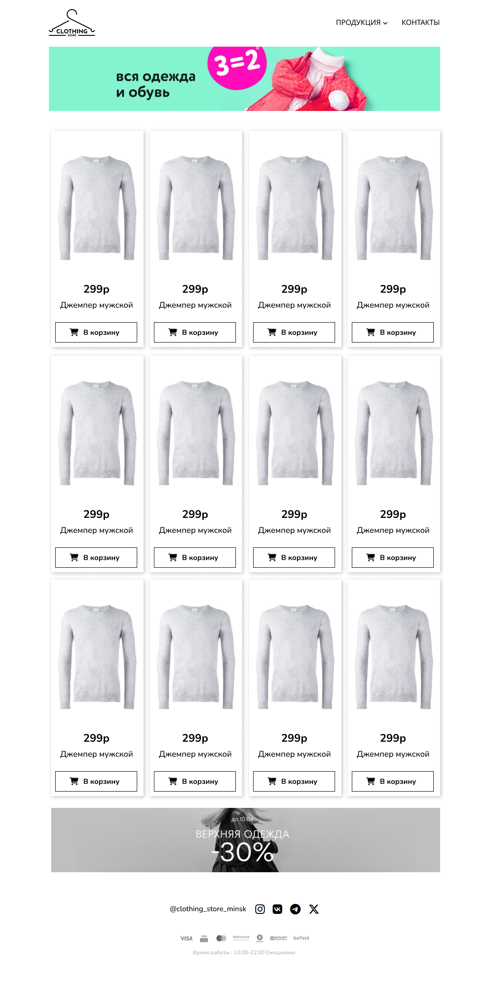 CLOTHING
STORE
ПРОДУКЦИЯ
КОНТАКТЫ
3=2
вся одежда
и обувь
299р 299р 299р 299р
Джемпер мужской Джемпер мужской Джемпер мужской Джемпер мужской
В корзину В корзину В корзину В корзину
299р 299р 299р 299р
Джемпер мужской Джемпер мужской Джемпер мужской Джемпер мужской
В корзину В корзину В корзину В корзину
299р 299р 299р 299р
Джемпер мужской Джемпер мужской Джемпер мужской Джемпер мужской
В корзину В корзину В корзину В корзину
до 10.04
ВЕРХНЯЯ ОДЕЖДА
-30%
@clothing_store_minsk
VISA VISA Mastercard SecureCode БЕЛКАРТ БЕЛКАРТ bePaid
Время работы : 10:00-22:00 Ежедневно